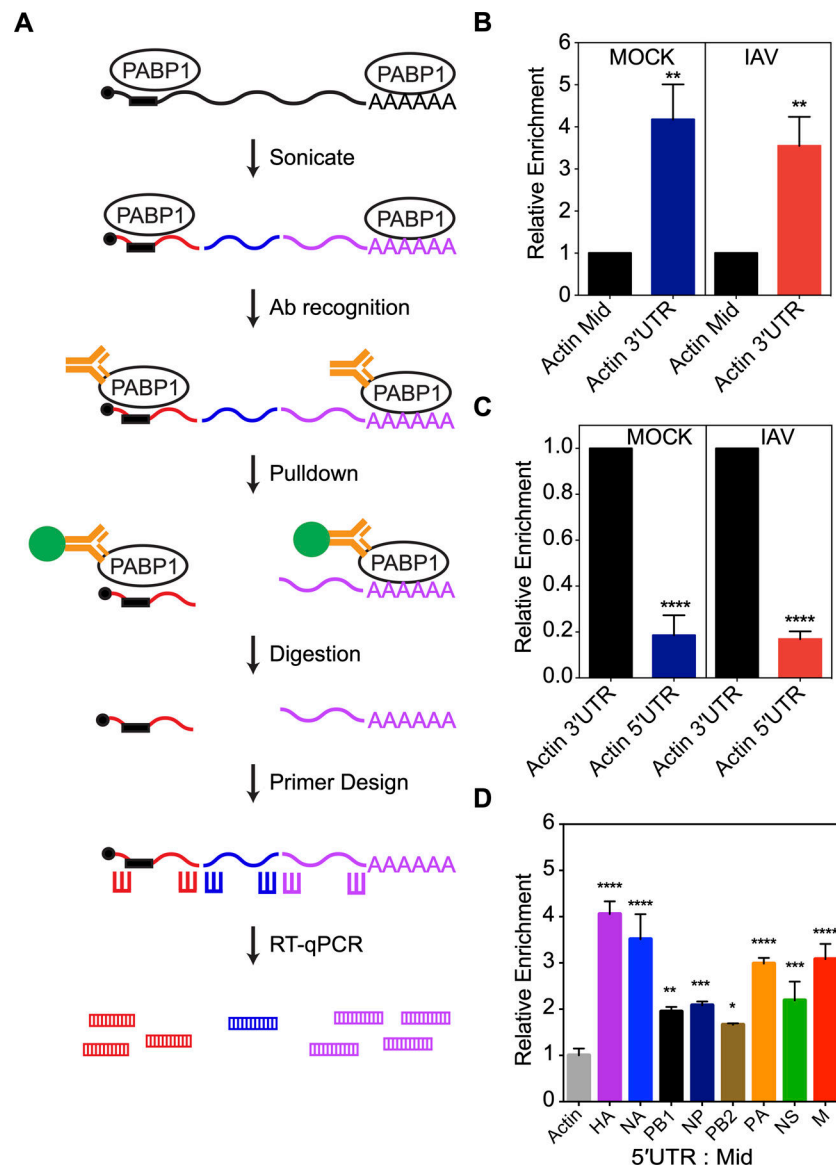 A
PABP1
PABP1
AAAAAA
Sonicate
PABP1
PABP1
AAAAAA
Ab recognition
PABP1
PABP1
AAAAAA
Pulldown
PABP1
PABP1
AAAAAA
Digestion
AAAAAA
Primer Design
AAAAAA
RT-qPCR
B
Relative Enrichment
6
5
4
3
2
1
0
MOCK
IAV
**
**
Actin Mid
Actin 3′UTR
Actin Mid
Actin 3′UTR
C
Relative Enrichment
1.0
0.8
0.6
0.4
0.2
0.0
MOCK
IAV
****
****
Actin 3′UTR
Actin 5′UTR
Actin 3′UTR
Actin 5′UTR
D
Relative Enrichment
6
5
4
3
2
1
0
****
****
**
***
*
****
***
****
Actin
HA
NA
PB1
NP
PB2
PA
NS
M
5′UTR : Mid